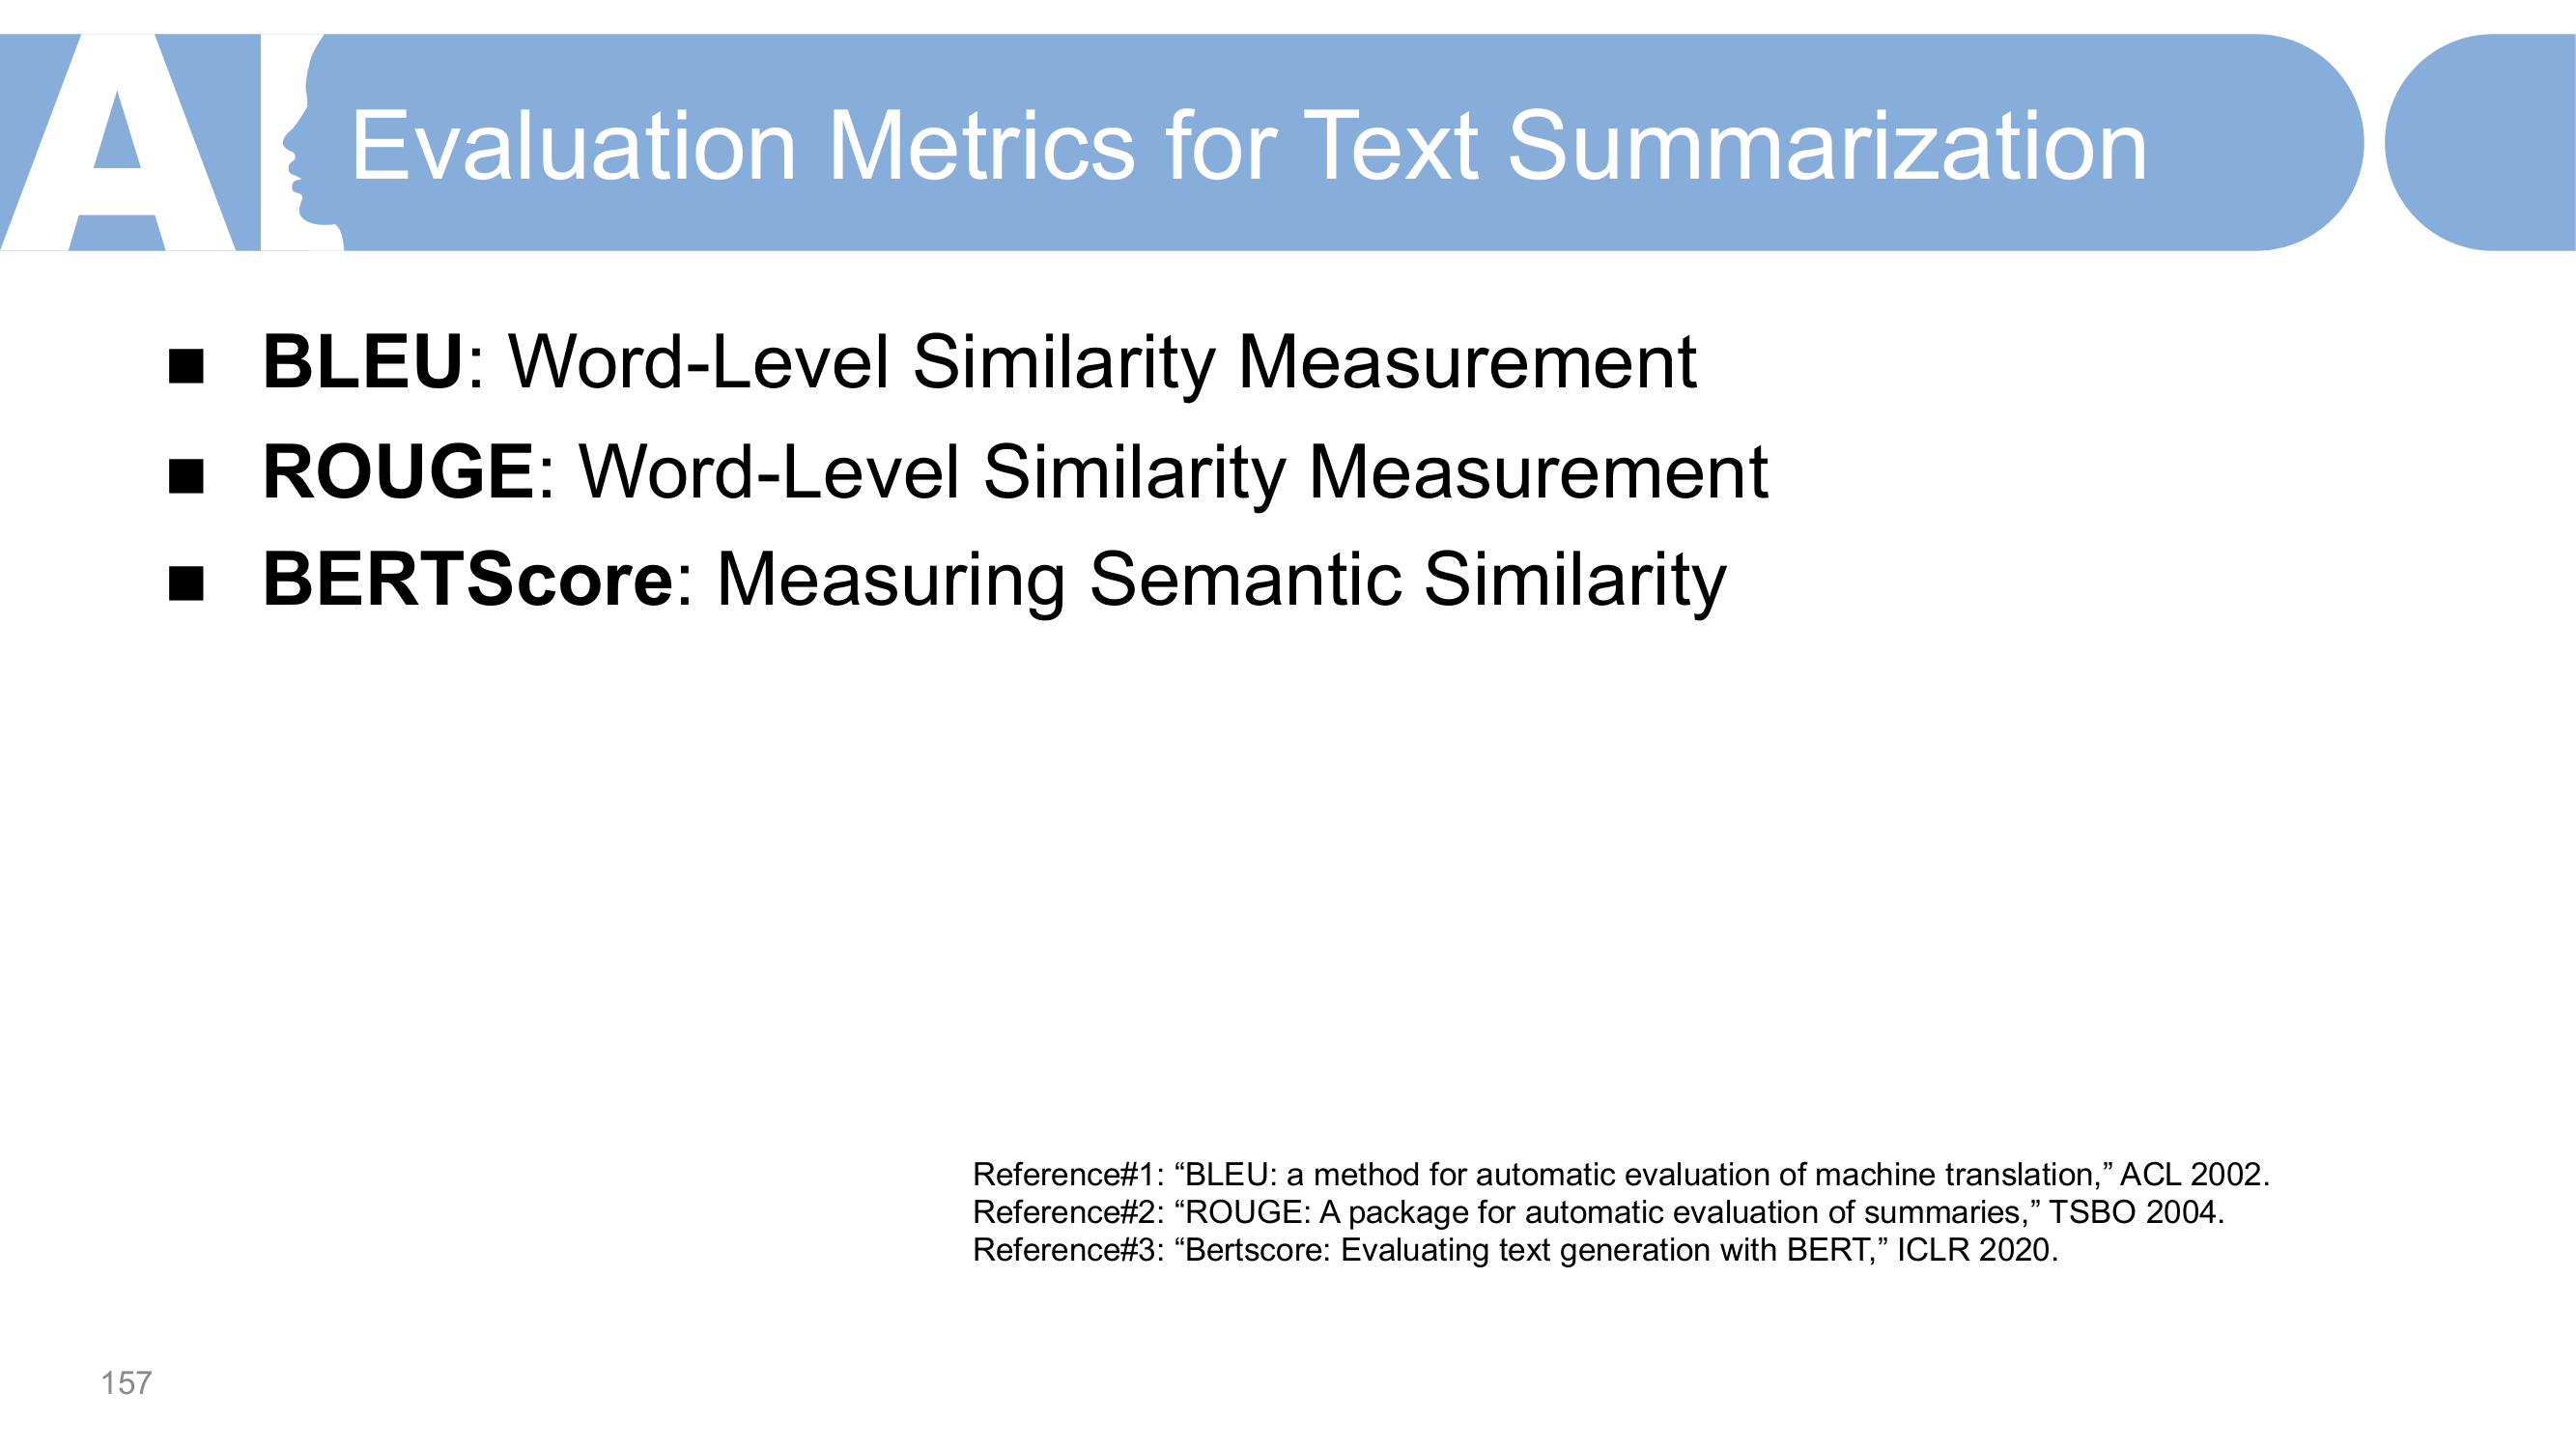 AI
Evaluation Metrics for Text Summarization
■ BLEU: Word-Level Similarity Measurement
■ ROUGE: Word-Level Similarity Measurement
■ BERTScore: Measuring Semantic Similarity
Reference#1: “BLEU: a method for automatic evaluation of machine translation,” ACL 2002.
Reference#2: “ROUGE: A package for automatic evaluation of summaries,” TSBO 2004.
Reference#3: “Bertscore: Evaluating text generation with BERT,” ICLR 2020.
157